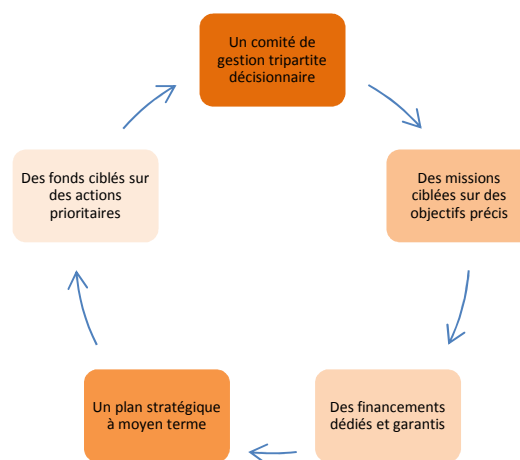 Un comité de
gestion tripartite
décisionnaire
Des missions
ciblées sur des
objectifs précis
Des financements
dédiés et garantis
Un plan stratégique
à moyen terme
Des fonds ciblés sur
des actions
prioritaires